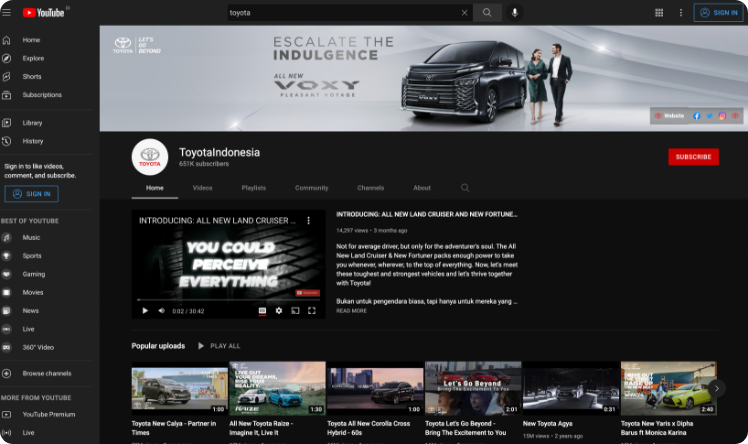 YouTube
toyota
SIGN IN
Home
Explore
Shorts
Subscriptions
Library
History
Sign in to like videos,
comment, and subscribe.
SIGN IN
BEST OF YOUTUBE
Music
Sports
Gaming
Movies
News
Live
360° Video
Browse channels
MORE FROM YOUTUBE
YouTube Premium
Live
TOYOTA
LET'S
GO
BEYOND
ESCALATE THE
INDULGENCE
ALL NEW
VOXY
PLEASANT VOYAGE
Website
TOYOTA
ToyotaIndonesia
651K subscribers
SUBSCRIBE
Home Videos Playlists Community Channels About
INTRODUCING: ALL NEW LAND CRUISER ...
YOU COULD
PERCEIVE
EVERYTHING
0:02 / 30:42
INTRODUCING: ALL NEW LAND CRUISER AND NEW FORTUNE...
14,297 views • 3 months ago
Not for average driver, but only for the adventurer's soul. The All
New Land Cruiser & New Fortuner packs enough power to take
you whenever, wherever, to the top of everything. Now, let's meet
these toughest and strongest vehicles and let's thrive together
with Toyota!
Bukan untuk pengendara biasa, tapi hanya untuk mereka yang ...
READ MORE
Popular uploads PLAY ALL
1:00
LIVE OUT
YOUR DREAMS,
RISE YOUR
REALITY.
RAIZE
1:30
1:00
Let's Go Beyond
Bring The Excitement To You
2:01
0:31
2:40
Toyota New Calya - Partner in
Times
All New Toyota Raize -
Imagine it, Live it
All New Toyota Corolla Cross
Hybrid - 60s
Toyota Let's Go Beyond -
Bring The Excitement to You
Toyota New Agya
15M views • 2 years ago
Toyota New Yaris x Dipha
Barus ft Monica Karina